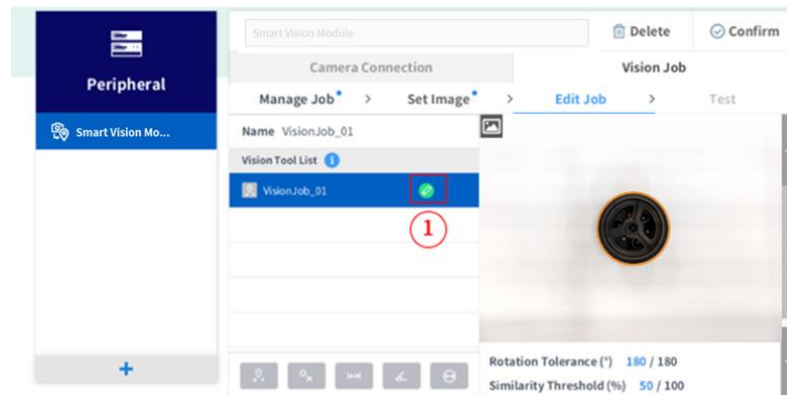 Smart Vision Module
Delete
Confirm
Peripheral
Camera Connection
Vision Job
Manage Job > Set Image > Edit Job > Test
Smart Vision Mo...
Name VisionJob_01
Vision Tool List
VisionJob_01
1
+
Rotation Tolerance (°) 180 / 180
Similarity Threshold (%) 50 / 100